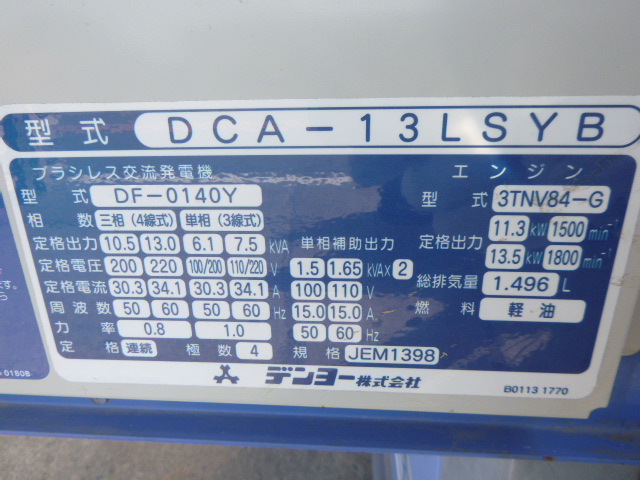 型式 DCA-13LSYB
ブラシレス交流発電機
型式 DF-0140Y
相数 三相(4線式) 単相(3線式)
定格出力 10.5 13.0 6.1 7.5 kVA 単相補助出力
定格電圧 200 220 100/200 110/220 V 1.5 1.65 kVA×2
定格電流 30.3 34.1 30.3 34.1 A 100 110 V
周波数 50 60 50 60 Hz 15.0 15.0 A
力率 0.8 1.0 50 60 Hz
定格 連続 極数 4 規格 JEM1398
エンジン
型式 3TNV84-G
定格出力 11.3 kW 1500 min⁻¹
13.5 kW 1800 min⁻¹
総排気量 1.496 L
燃料 軽油
デンヨー株式会社
B0113 1770